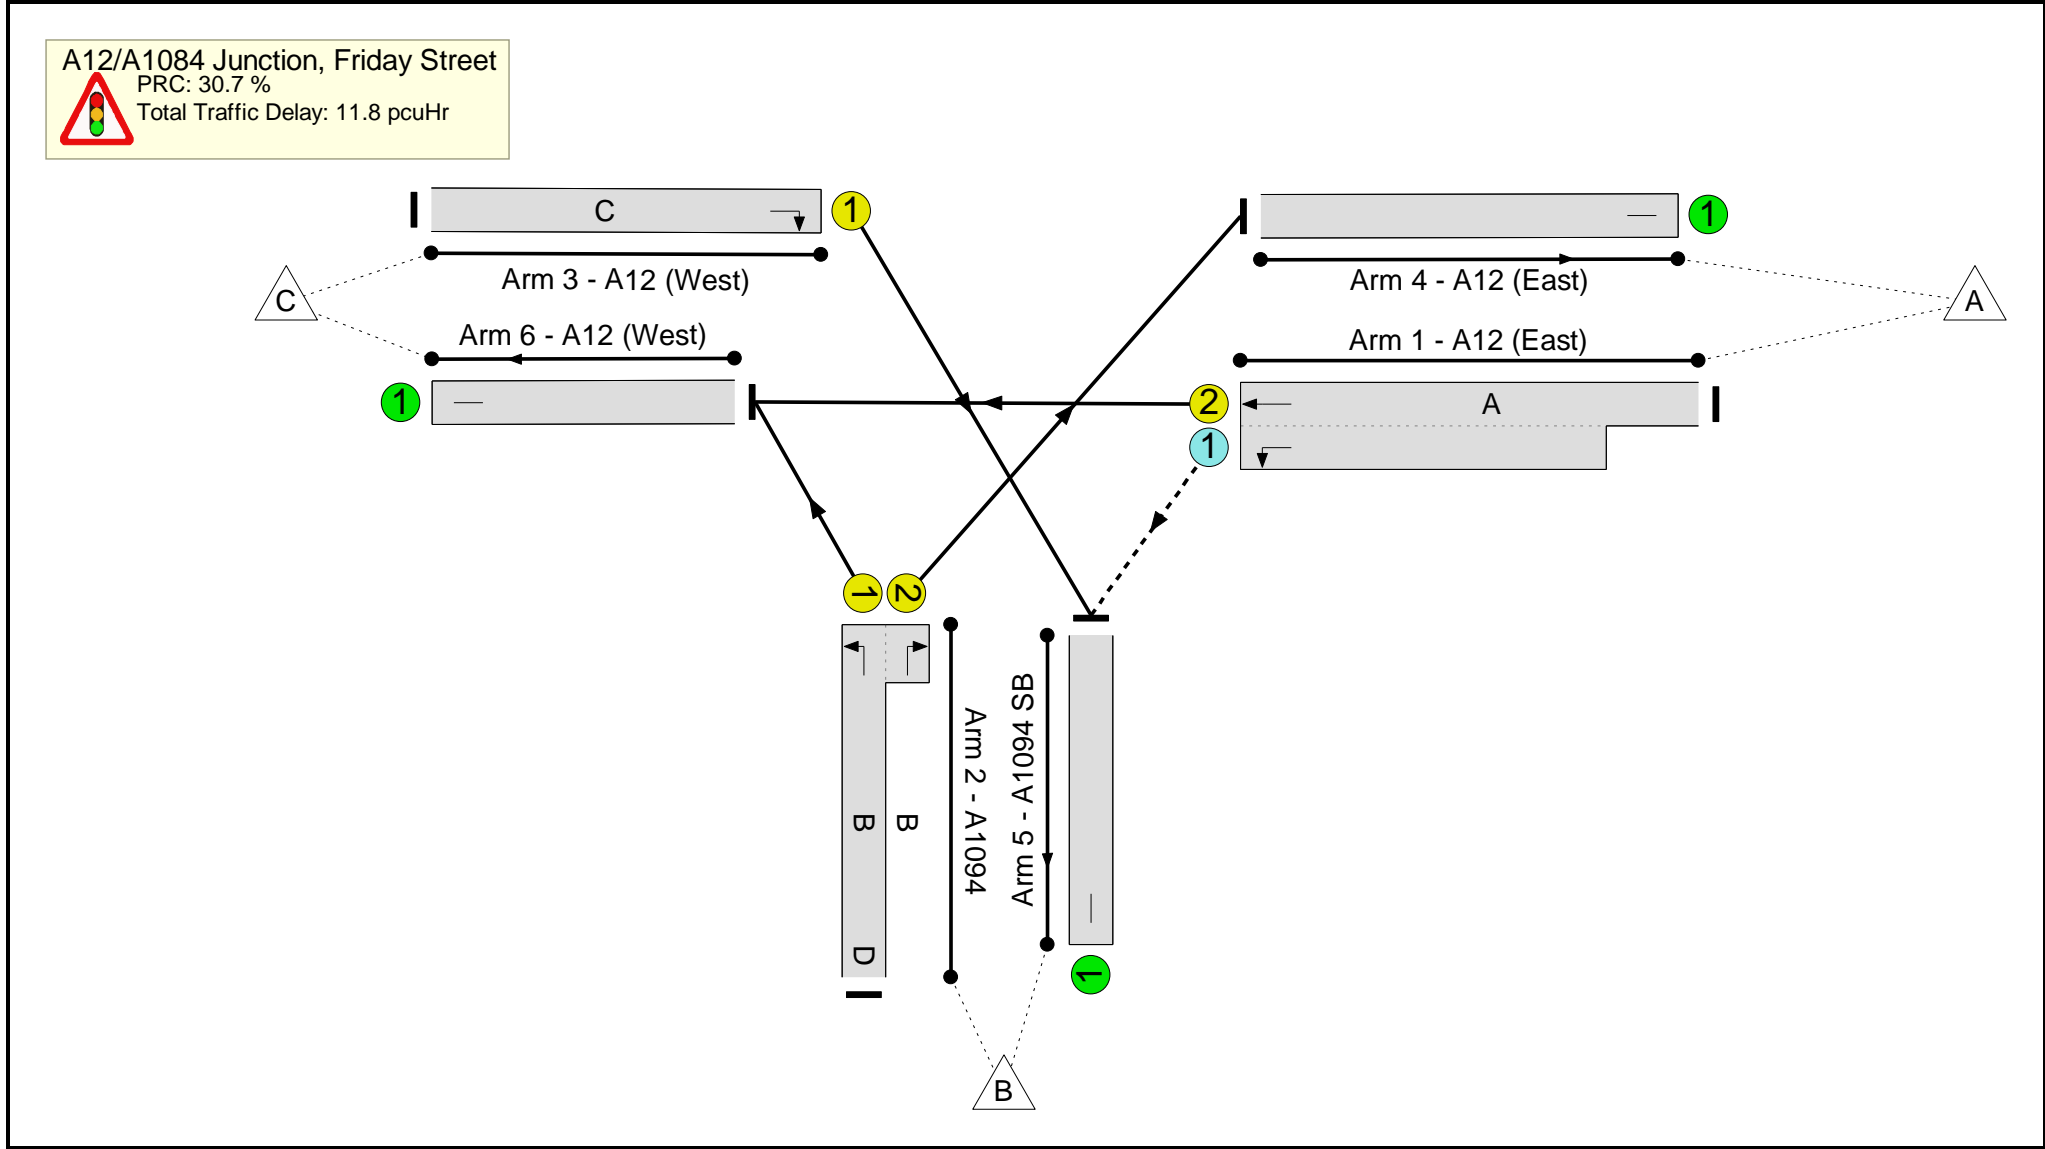 A12/A1084 Junction, Friday Street
PRC: 30.7 %
Total Traffic Delay: 11.8 pcuHr
C
1
1
Arm 3 - A12 (West)
Arm 4 - A12 (East)
C
A
Arm 6 - A12 (West)
Arm 1 - A12 (East)
1
2
A
1
1
2
Arm 2 - A1094
Arm 5 - A1094 SB
B
B
D
1
B